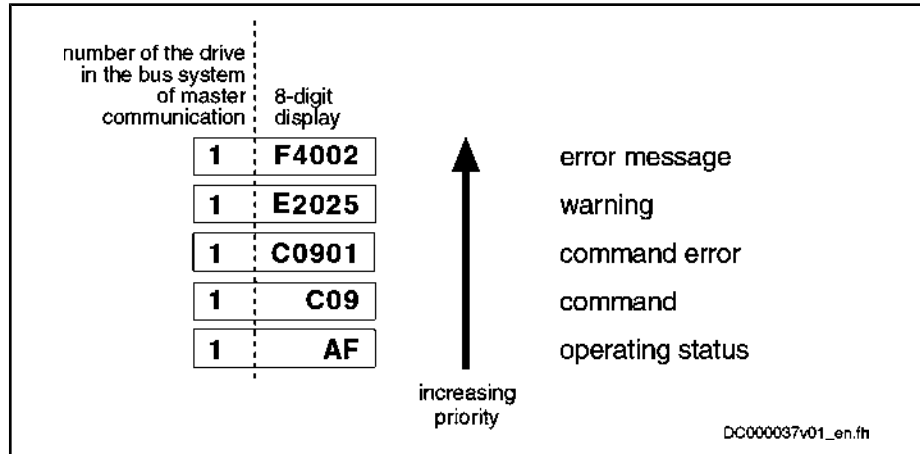 number of the drive
in the bus system
of master
communication
8-digit
display
1 F4002 error message
1 E2025 warning
1 C0901 command error
1 C09 command
1 AF operating status
increasing
priority
DC000037v01_en.fh